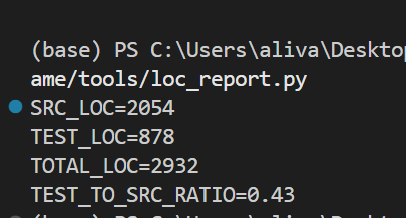 (base) PS C:\Users\aliva\Desktop
ame/tools/loc_report.py
SRC_LOC=2054
TEST_LOC=878
TOTAL_LOC=2932
TEST_TO_SRC_RATIO=0.43